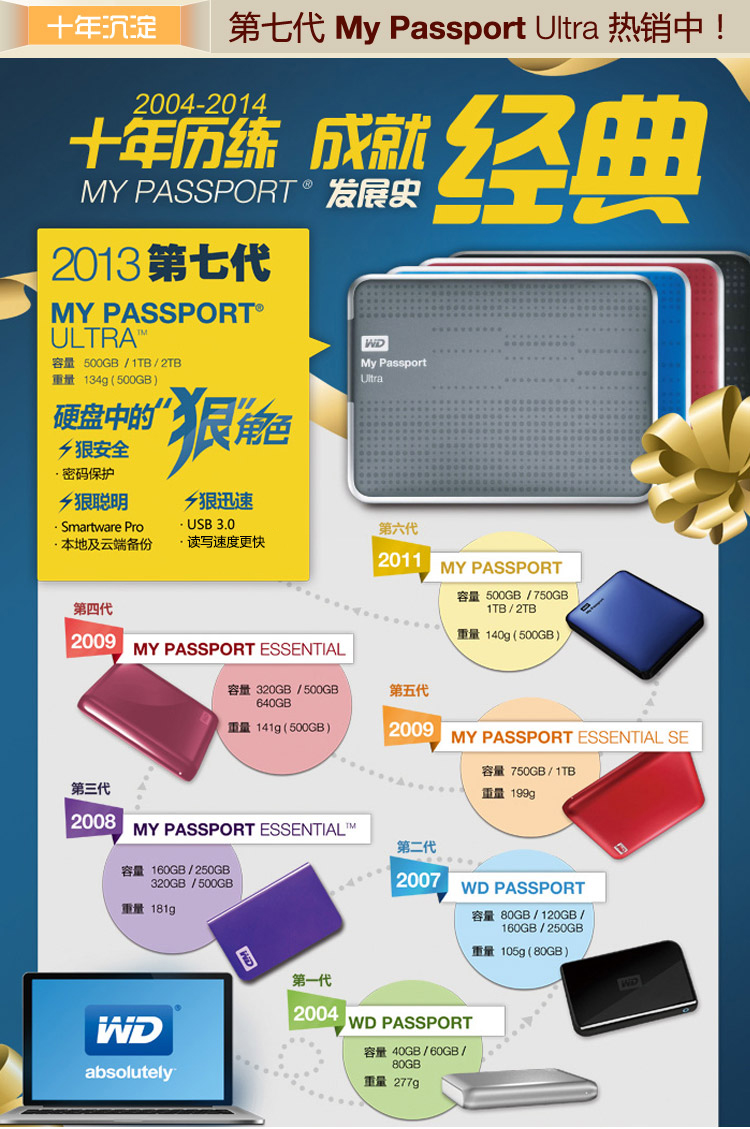 十年沉淀
第七代 My Passport Ultra 热销中！
2004-2014
十年历练 成就 经典
MY PASSPORT® 发展史
2013 第七代
MY PASSPORT®
ULTRA™
容量 500GB / 1TB / 2TB
重量 134g ( 500GB )
硬盘中的“狠”角色
狠安全
· 密码保护
狠聪明
· Smartware Pro
· 本地及云端备份
狠迅速
· USB 3.0
· 读写速度更快
WD
My Passport
Ultra
第六代
2011 MY PASSPORT
容量 500GB / 750GB
1TB / 2TB
重量 140g ( 500GB )
第四代
2009 MY PASSPORT ESSENTIAL
容量 320GB / 500GB
640GB
重量 141g ( 500GB )
第五代
2009 MY PASSPORT ESSENTIAL SE
容量 750GB / 1TB
重量 199g
WD
第三代
2008 MY PASSPORT ESSENTIAL™
容量 160GB / 250GB
320GB / 500GB
重量 181g
WD
第二代
2007 WD PASSPORT
容量 80GB / 120GB /
160GB / 250GB
重量 105g ( 80GB )
WD
第一代
2004 WD PASSPORT
容量 40GB / 60GB /
80GB
重量 277g
WD®
absolutely™